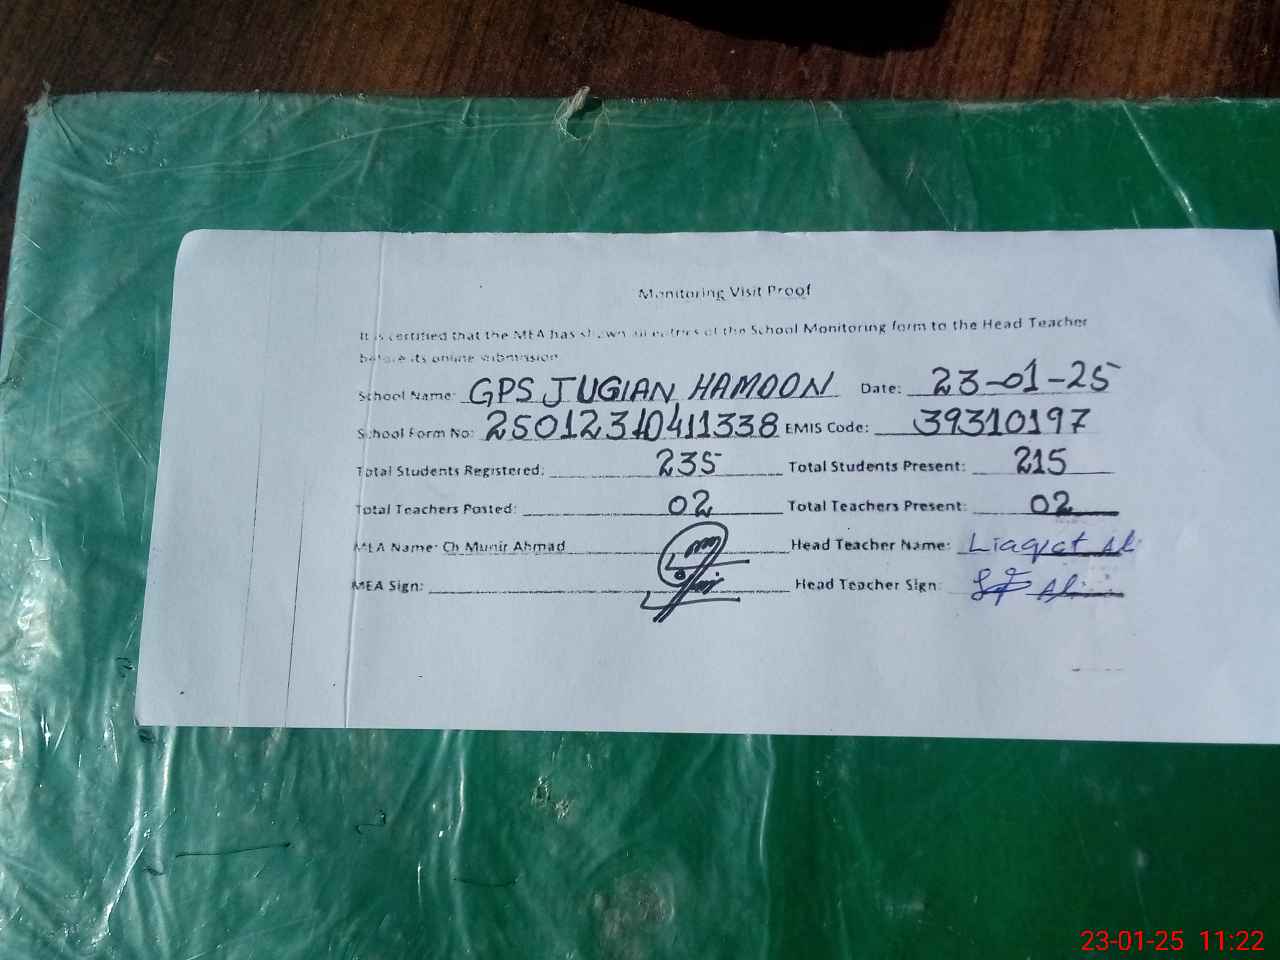 Monitoring Visit Proof
It is certified that the MEA has shown all entries of the School Monitoring form to the Head Teacher
before its online submission
School Name: GPS JUGIAN HAMOON Date: 23-01-25
School Form No: 25012310411338 EMIS Code: 39310197
Total Students Registered: 235 Total Students Present: 215
Total Teachers Posted: 02 Total Teachers Present: 02
MEA Name: Ch Munir Ahmad Head Teacher Name: Liaqat Ali
MEA Sign: Head Teacher Sign:
23-01-25 11:22